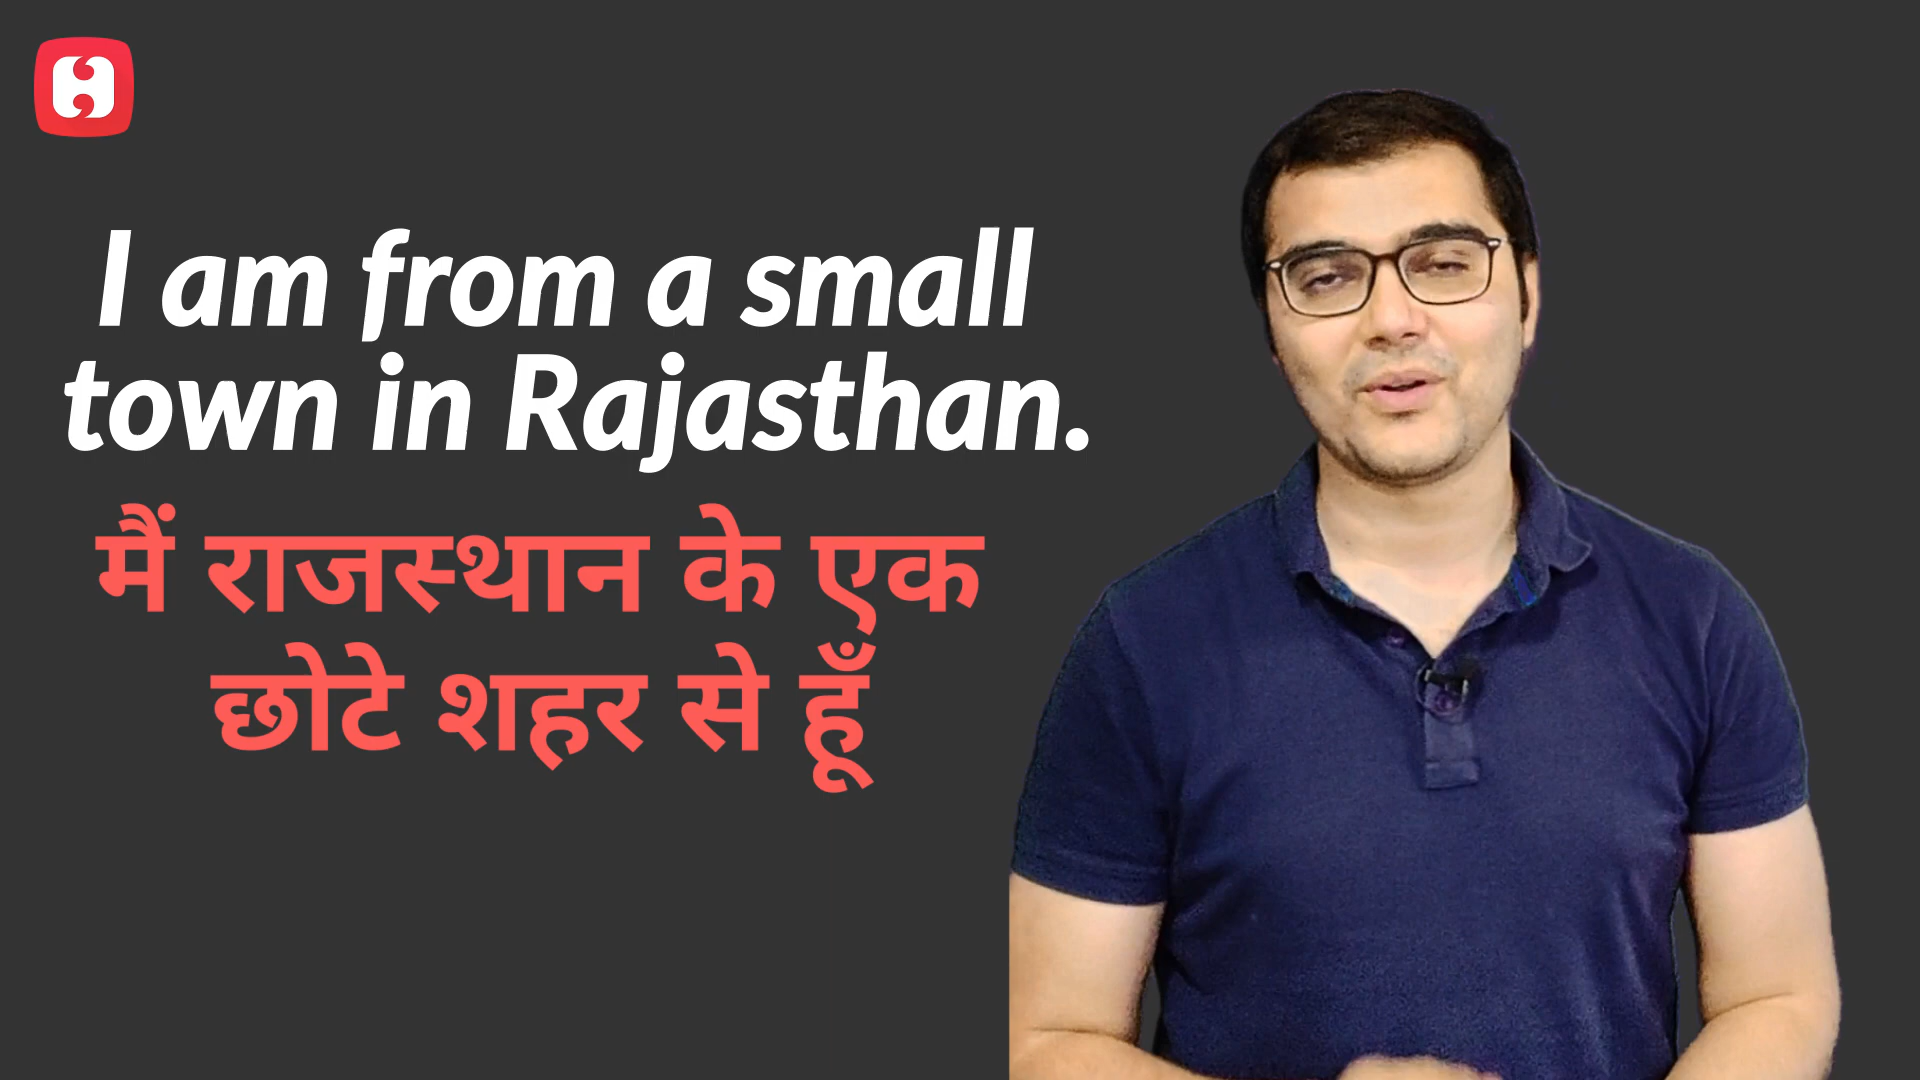 I am from a small
town in Rajasthan.
मैं राजस्थान के एक
छोटे शहर से हूँ